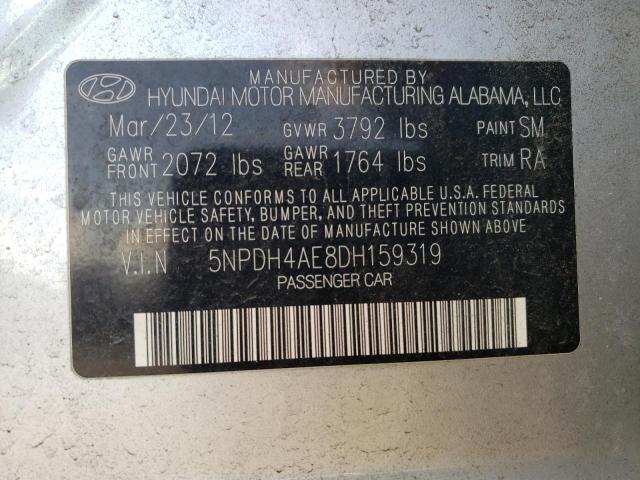 MANUFACTURED BY
HYUNDAI MOTOR MANUFACTURING ALABAMA, LLC
Mar/23/12 GVWR 3792 lbs PAINT SM
GAWR FRONT 2072 lbs GAWR REAR 1764 lbs TRIM RA
THIS VEHICLE CONFORMS TO ALL APPLICABLE U.S.A. FEDERAL
MOTOR VEHICLE SAFETY, BUMPER, AND THEFT PREVENTION STANDARDS
IN EFFECT ON THE DATE OF MANUFACTURE SHOWN ABOVE
V.I.N 5NPDH4AE8DH159319
PASSENGER CAR